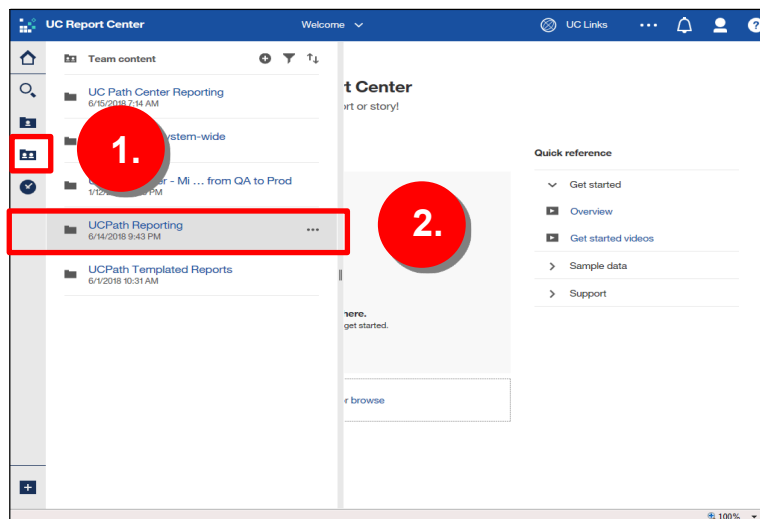 UC Report Center
Welcome
UC Links
Team content
UC Path Center Reporting
6/15/2018 7:14 AM
ystem-wide
1.
- Mi … from QA to Prod
1/12/
PM
UCPath Reporting
6/14/2018 9:43 PM
UCPath Templated Reports
6/1/2018 10:31 AM
t Center
ort or story!
2.
here.
get started.
r browse
Quick reference
Get started
Overview
Get started videos
Sample data
Support
100%